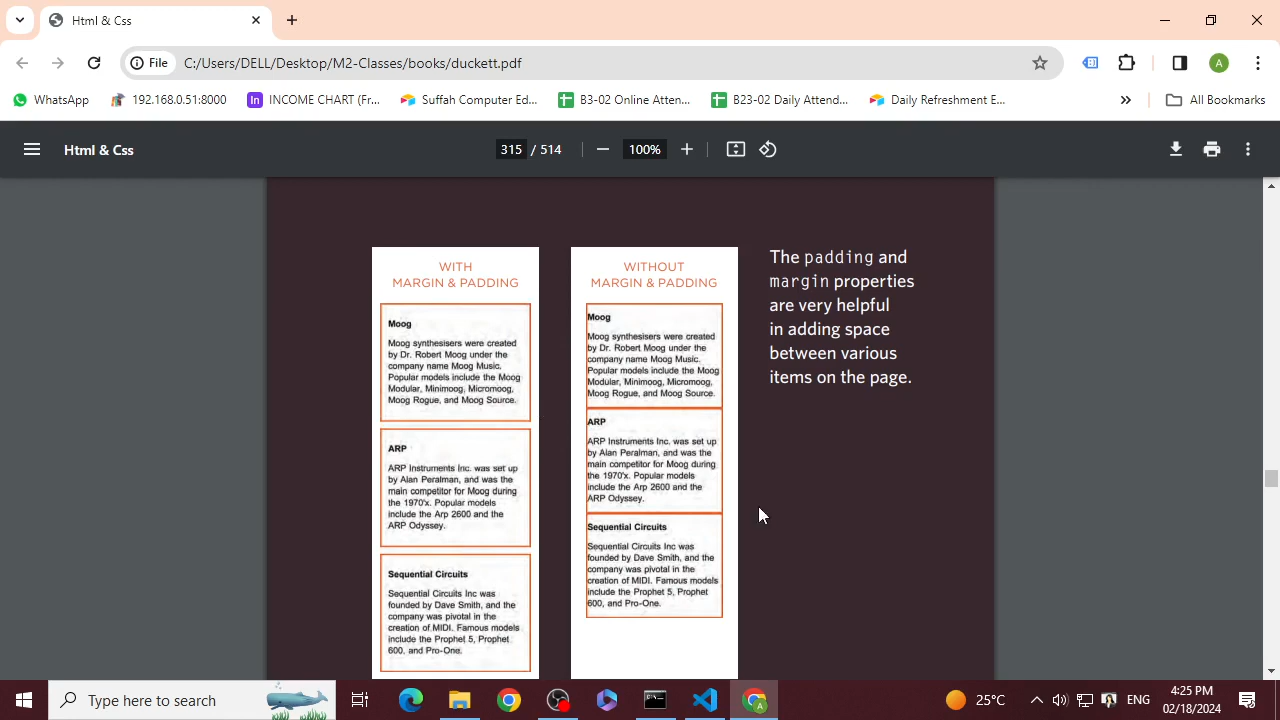 Html & Css
File
C:/Users/DELL/Desktop/M2-Classes/books/duckett.pdf
A
WhatsApp
192.168.0.51:8000
In
INCOME CHART (Fr...
Suffah Computer Ed...
B3-02 Online Atten...
B23-02 Daily Attend...
Daily Refreshment E...
All Bookmarks
Html & Css
315 / 514
100%
WITH
MARGIN & PADDING
Moog
Moog synthesisers were created
by Dr. Robert Moog under the
company name Moog Music.
Popular models include the Moog
Modular, Minimoog, Micromoog,
Moog Rogue, and Moog Source.
ARP
ARP Instruments Inc. was set up
by Alan Peralman, and was the
main competitor for Moog during
the 1970'x. Popular models
include the Arp 2600 and the
ARP Odyssey.
Sequential Circuits
Sequential Circuits Inc was
founded by Dave Smith, and the
company was pivotal in the
creation of MIDI. Famous models
include the Prophet 5, Prophet
600, and Pro-One.
WITHOUT
MARGIN & PADDING
Moog
Moog synthesisers were created
by Dr. Robert Moog under the
company name Moog Music.
Popular models include the Moog
Modular, Minimoog, Micromoog,
Moog Rogue, and Moog Source.
ARP
ARP Instruments Inc. was set up
by Alan Peralman, and was the
main competitor for Moog during
the 1970'x. Popular models
include the Arp 2600 and the
ARP Odyssey.
Sequential Circuits
Sequential Circuits Inc was
founded by Dave Smith, and the
company was pivotal in the
creation of MIDI. Famous models
include the Prophet 5, Prophet
600, and Pro-One.
The padding and
margin properties
are very helpful
in adding space
between various
items on the page.
Type here to search
A
25°C
ENG
4:25 PM
02/18/2024